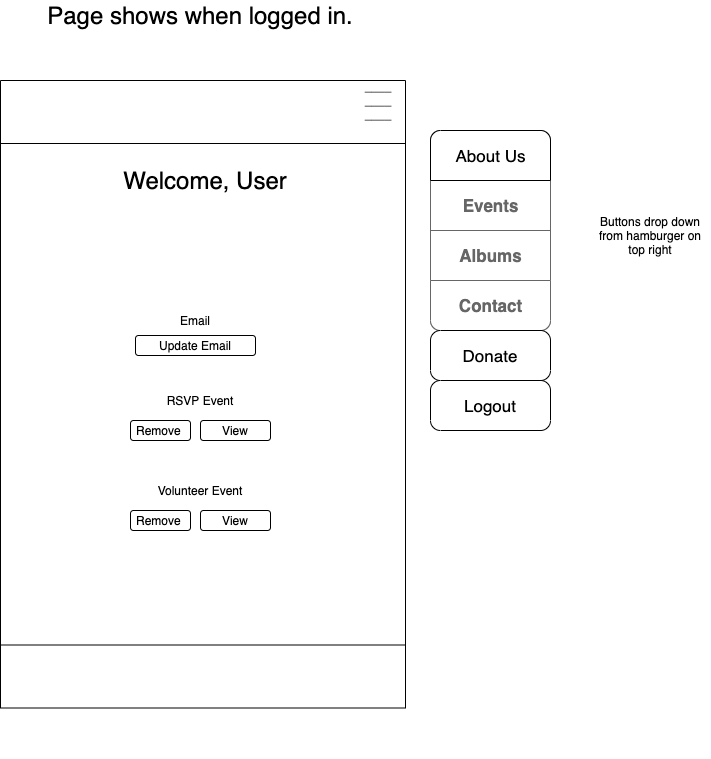 Page shows when logged in.
Welcome, User
Email
Update Email
RSVP Event
Remove View
Volunteer Event
Remove View
About Us
Events
Albums
Contact
Donate
Logout
Buttons drop down
from hamburger on
top right